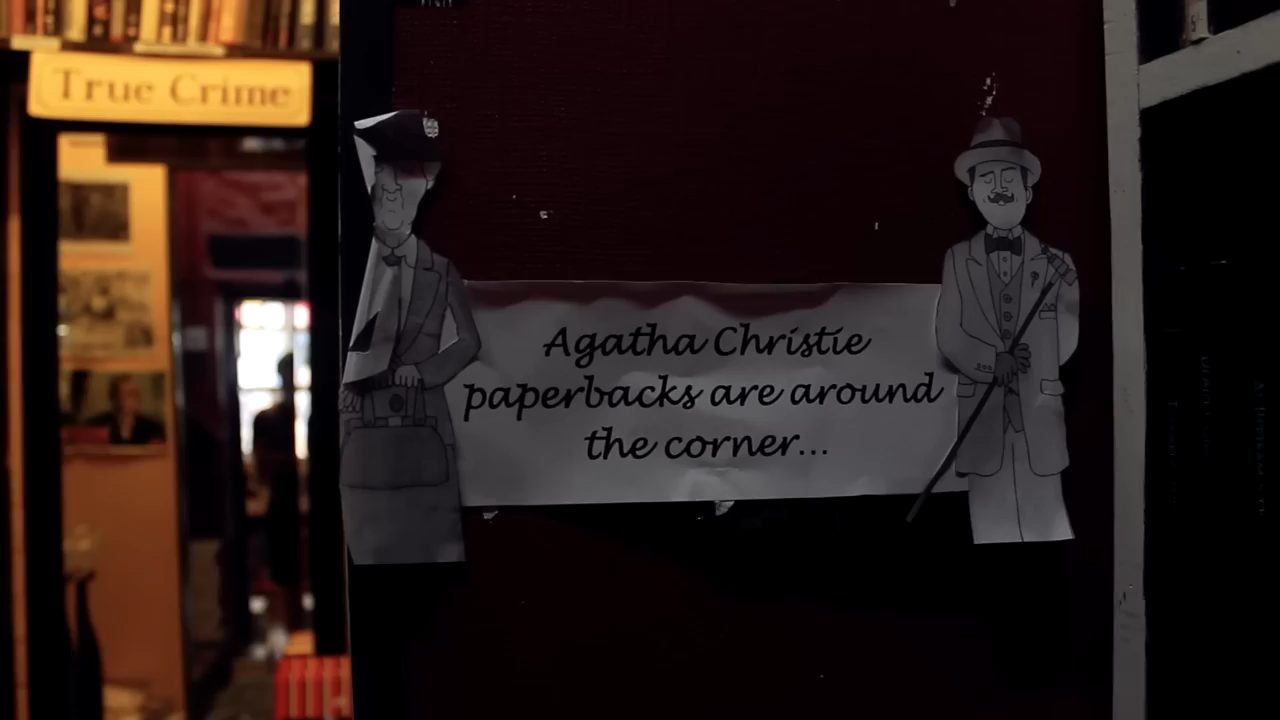 True Crime
Agatha Christie
paperbacks are around
the corner...